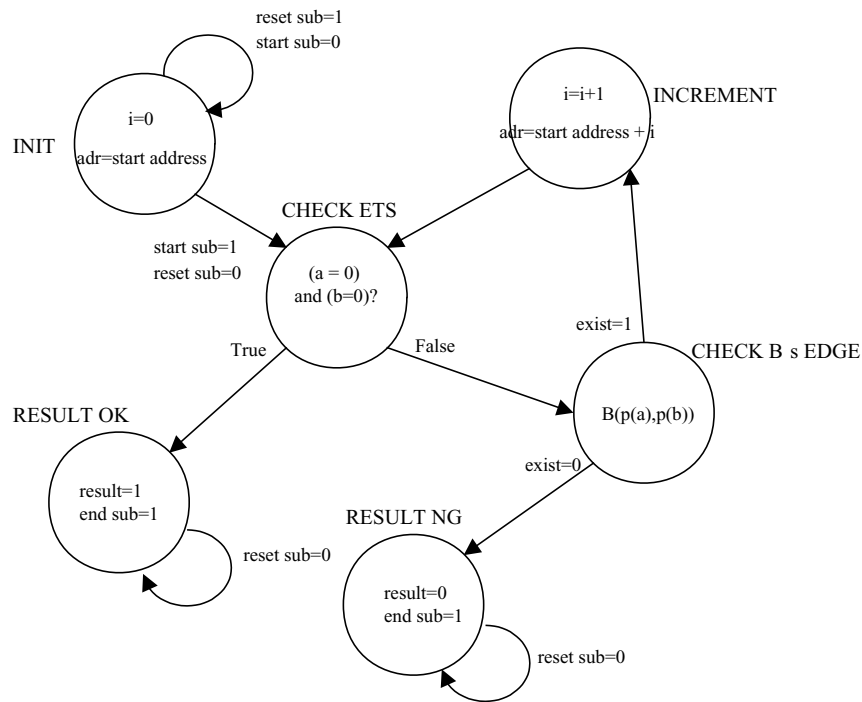 reset sub=1
start sub=0
i=0
adr=start address
INIT
i=i+1
adr=start address + i
INCREMENT
CHECK ETS
start sub=1
reset sub=0
(a = 0)
and (b=0)?
True
False
exist=1
CHECK B s EDGE
B(p(a),p(b))
exist=0
RESULT OK
result=1
end sub=1
reset sub=0
RESULT NG
result=0
end sub=1
reset sub=0